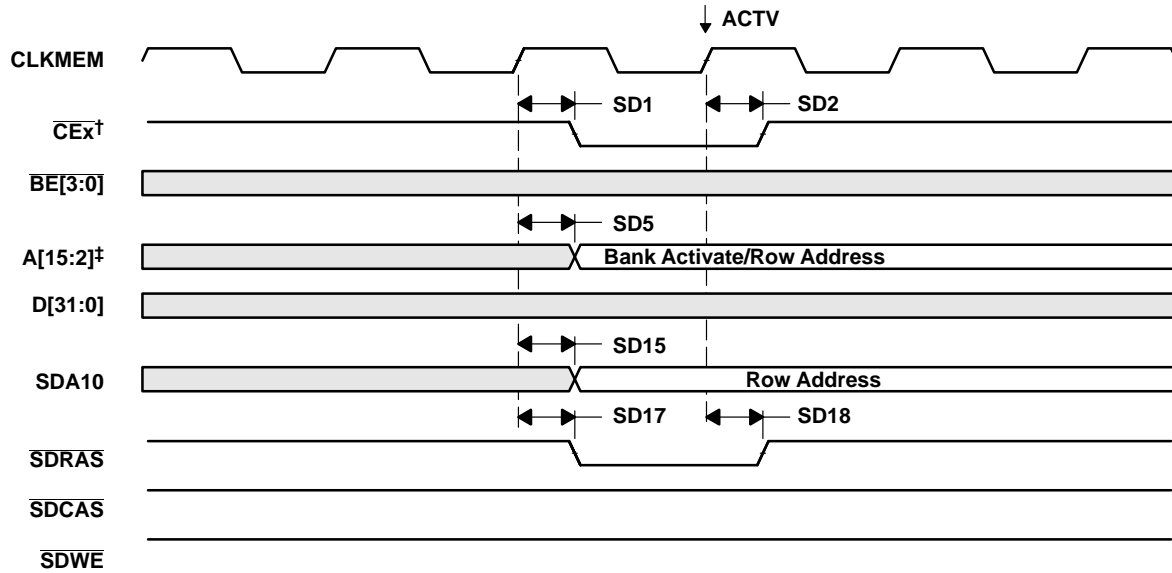 ACTV
CLKMEM
SD1
SD2
CEx†
BE[3:0]
SD5
A[15:2]‡
Bank Activate/Row Address
D[31:0]
SD15
SDA10
Row Address
SD17
SD18
SDRAS
SDCAS
SDWE